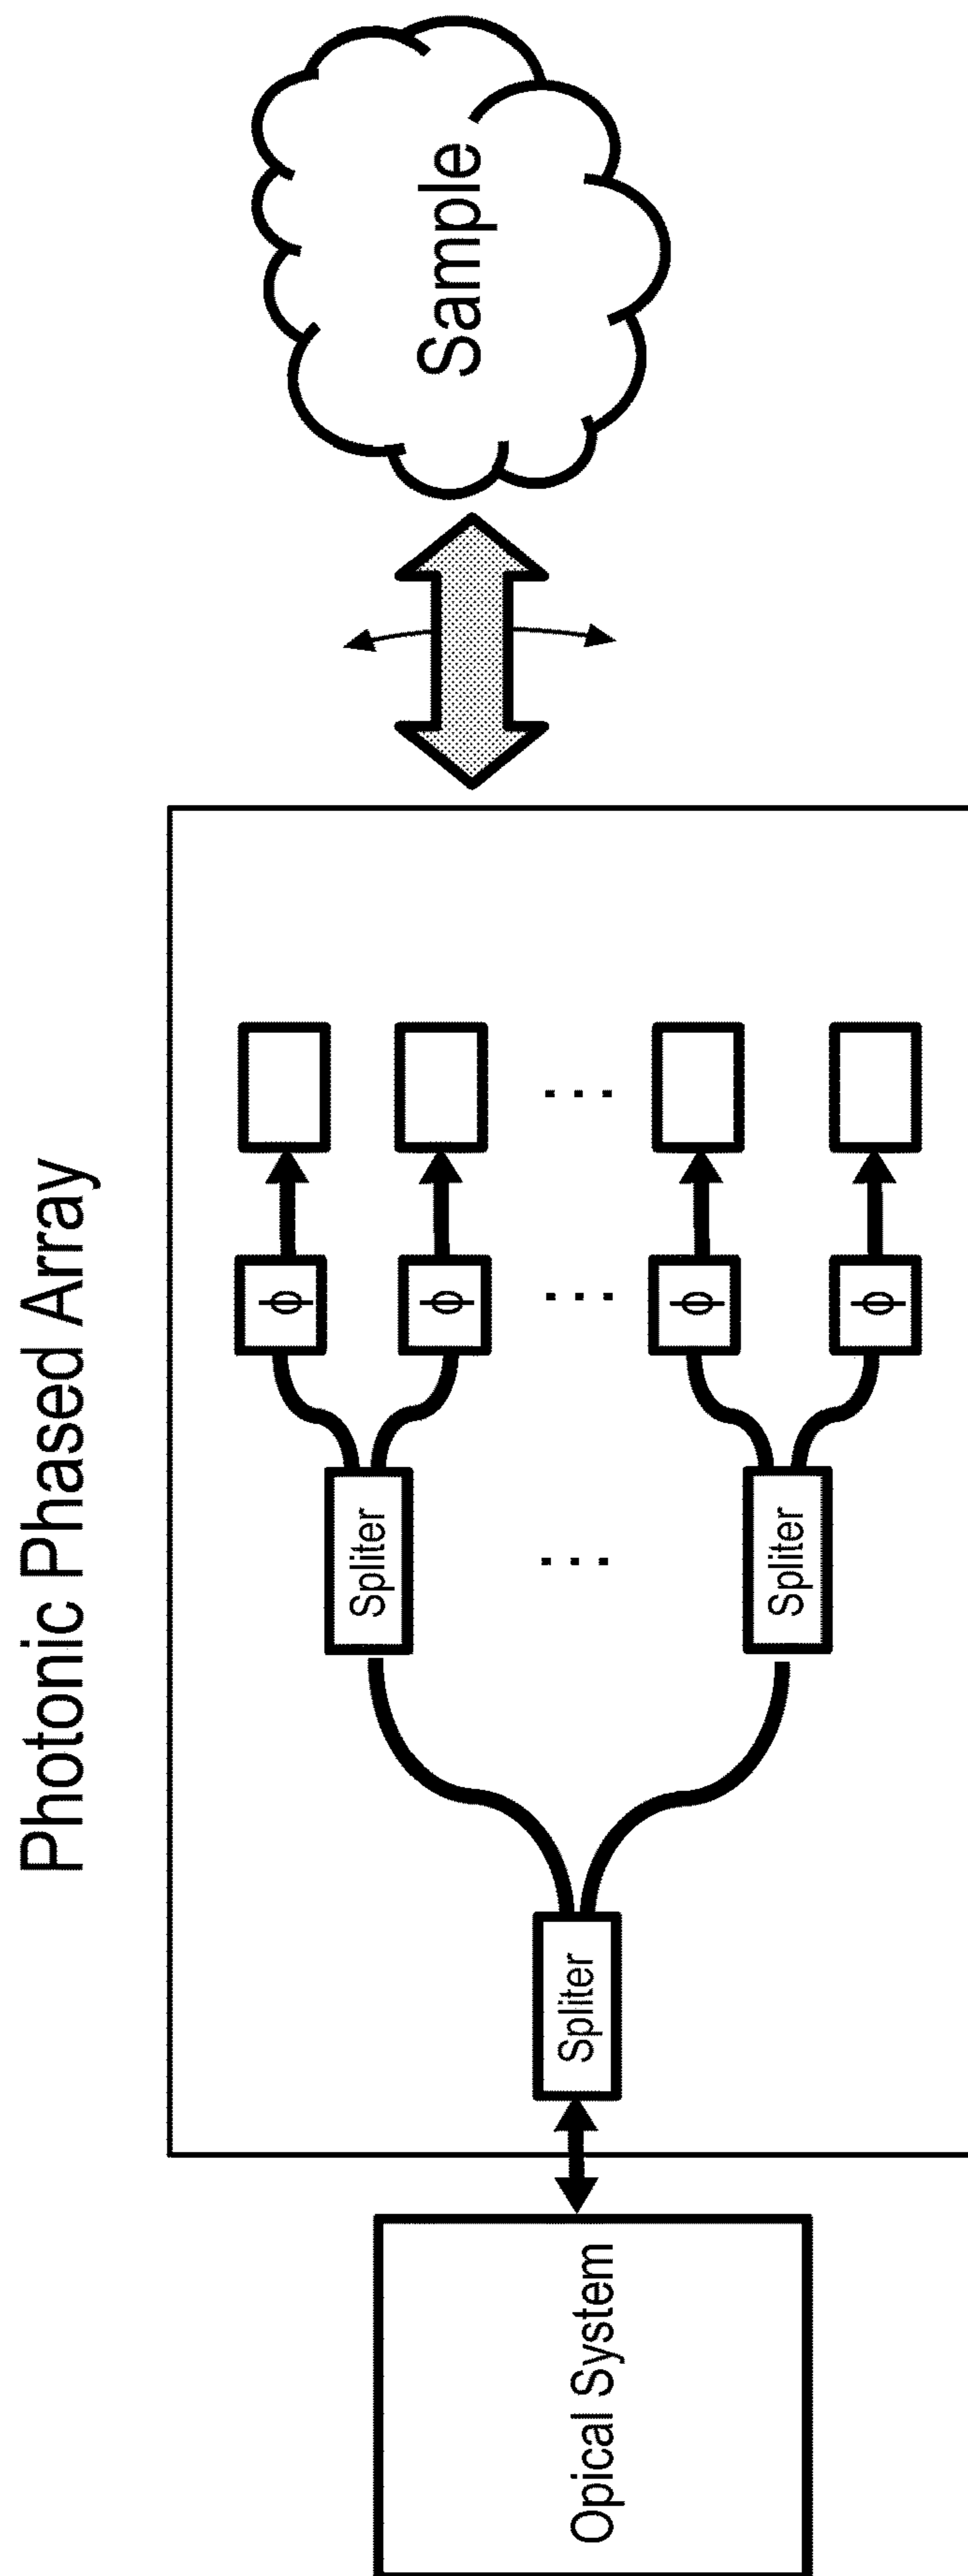 Photonic Phased Array
Opical System
Spliter
Spliter
Spliter
...
ϕ
ϕ
...
ϕ
ϕ
...
Sample